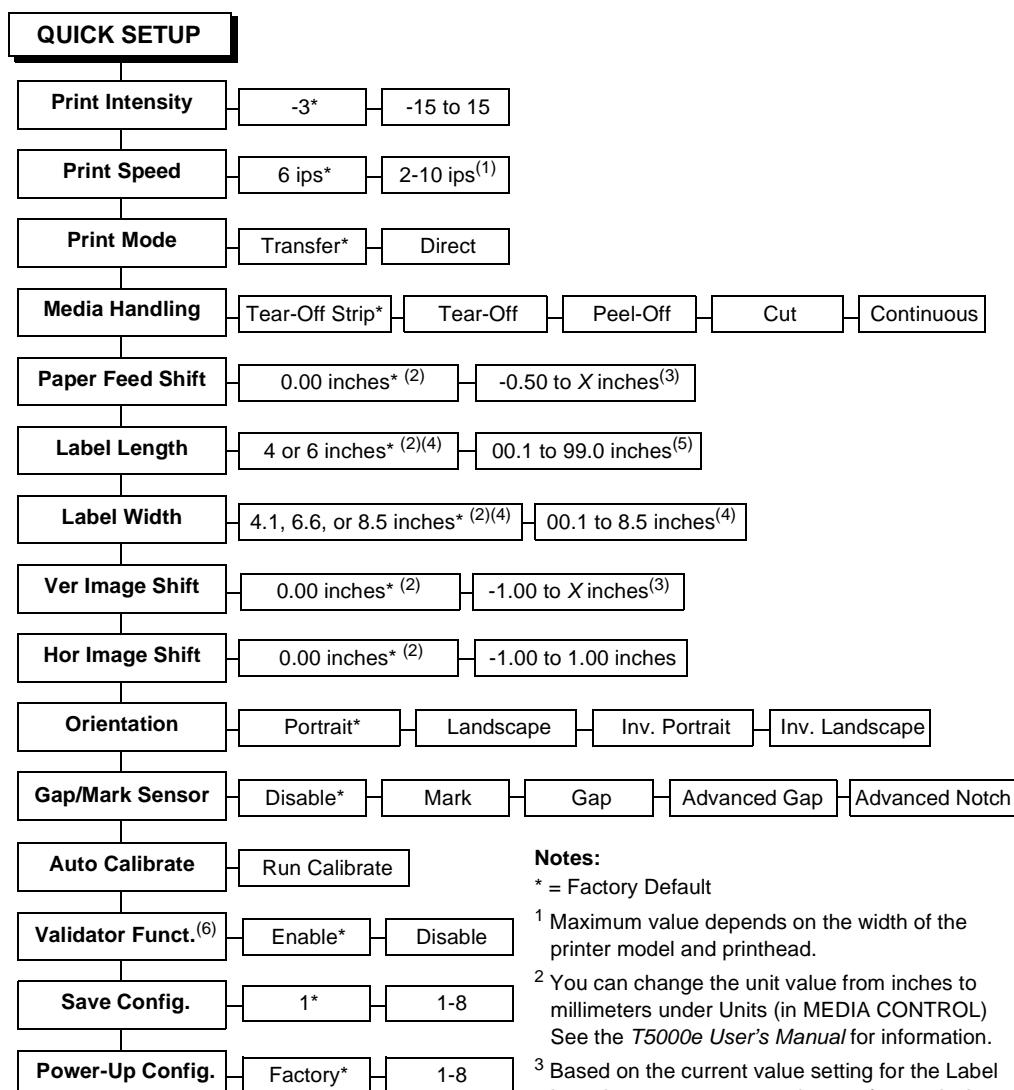 QUICK SETUP
Print Intensity -3* -15 to 15
Print Speed 6 ips* 2-10 ips(1)
Print Mode Transfer* Direct
Media Handling Tear-Off Strip* Tear-Off Peel-Off Cut Continuous
Paper Feed Shift 0.00 inches* (2) -0.50 to X inches(3)
Label Length 4 or 6 inches* (2)(4) 00.1 to 99.0 inches(5)
Label Width 4.1, 6.6, or 8.5 inches* (2)(4) 00.1 to 8.5 inches(4)
Ver Image Shift 0.00 inches* (2) -1.00 to X inches(3)
Hor Image Shift 0.00 inches* (2) -1.00 to 1.00 inches
Orientation Portrait* Landscape Inv. Portrait Inv. Landscape
Gap/Mark Sensor Disable* Mark Gap Advanced Gap Advanced Notch
Auto Calibrate Run Calibrate
Validator Funct.(6) Enable* Disable
Save Config. 1* 1-8
Power-Up Config. Factory* 1-8
Notes:
* = Factory Default
1 Maximum value depends on the width of the
printer model and printhead.
2 You can change the unit value from inches to
millimeters under Units (in MEDIA CONTROL)
See the T5000e User's Manual for information.
3 Based on the current value setting for the Label